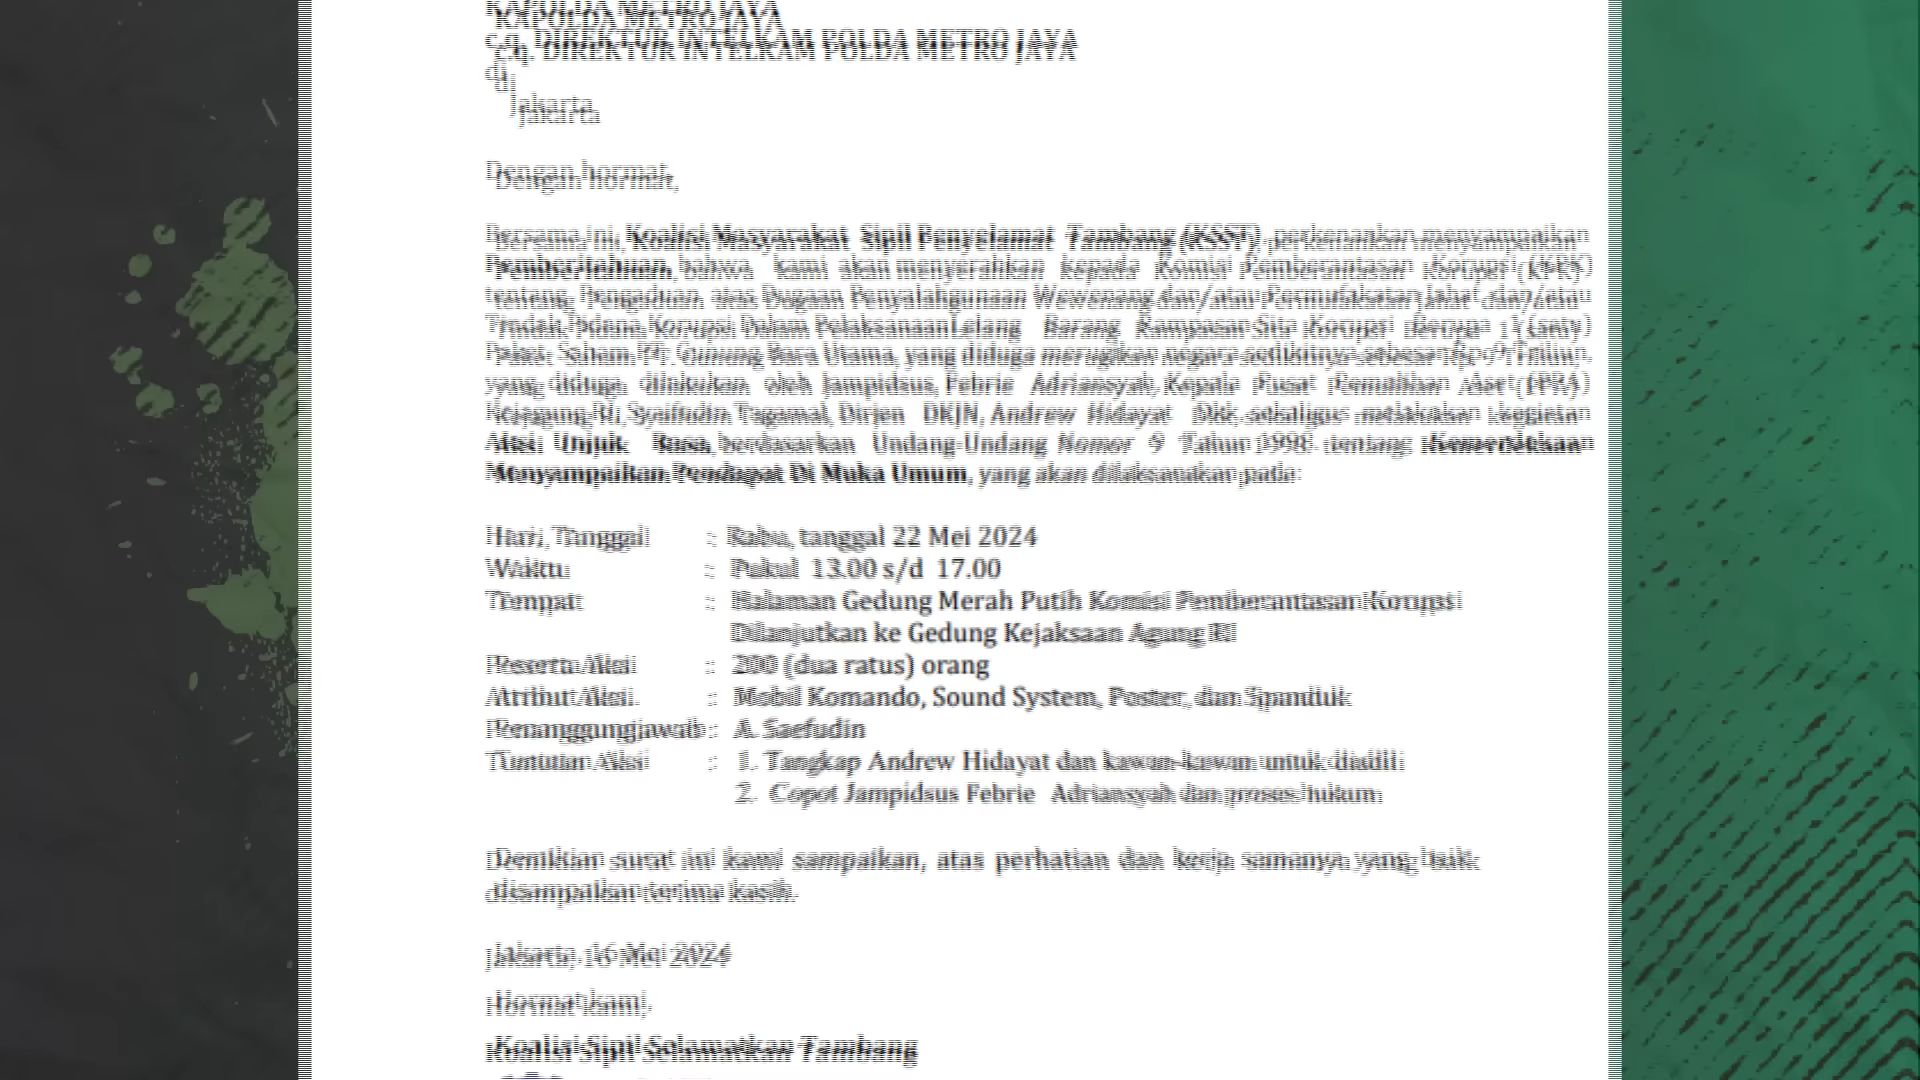 KAPOLDA METRO JAYA
c.q. DIREKTUR INTELKAM POLDA METRO JAYA
di
Jakarta
Dengan hormat,
Bersama ini, Koalisi Masyarakat Sipil Penyelamat Tambang (KSST), perkenankan menyampaikan
Pemberitahuan, bahwa kami akan menyerahkan kepada Komisi Pemberantasan Korupsi (KPK)
tentang, Pengaduan atas Dugaan Penyalahgunaan Wewenang dan/atau Permufakatan Jahat dan/atau
Tindak Pidana Korupsi Dalam Pelaksanaan Lelang Barang Rampasan Sita Korupsi Berupa 1 (satu)
Paket Saham PT. Gunung Bara Utama, yang diduga merugikan negara sedikitnya sebesar Rp. 9 Triliun,
yang diduga dilakukan oleh Jampidsus, Febrie Adriansyah, Kepala Pusat Pemulihan Aset (PPA)
Kejagung RI, Syaifudin Tagamal, Dirjen DKJN, Andrew Hidayat Dkk, sekaligus melakukan kegiatan
Aksi Unjuk Rasa, berdasarkan Undang-Undang Nomor 9 Tahun 1998 tentang Kemerdekaan
Menyampaikan Pendapat Di Muka Umum, yang akan dilaksanakan pada:
Hari, Tanggal : Rabu, tanggal 22 Mei 2024
Waktu : Pukul 13.00 s/d 17.00
Tempat : Halaman Gedung Merah Putih Komisi Pemberantasan Korupsi
Dilanjutkan ke Gedung Kejaksaan Agung RI
Peserta Aksi : 200 (dua ratus) orang
Atribut Aksi : Mobil Komando, Sound System, Poster, dan Spanduk
Penanggungjawab : A. Saefudin
Tuntutan Aksi : 1. Tangkap Andrew Hidayat dan kawan-kawan untuk diadili
2. Copot Jampidsus Febrie Adriansyah dan proses hukum
Demikian surat ini kami sampaikan, atas perhatian dan kerja samanya yang baik
disampaikan terima kasih.
Jakarta, 16 Mei 2024
Hormat kami,
Koalisi Sipil Selamatkan Tambang